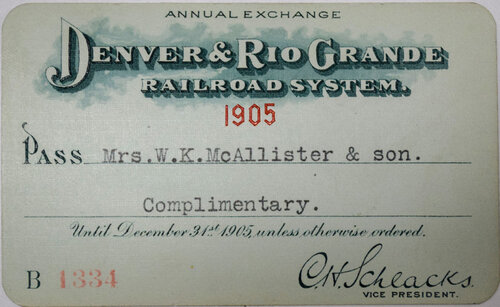 ANNUAL EXCHANGE
DENVER & RIO GRANDE
RAILROAD SYSTEM.
1905
PASS Mrs.W.K.McAllister & son.
Complimentary.
Until December 31st 1905, unless otherwise ordered.
B 1334 C.H. Schlacks.
VICE PRESIDENT.